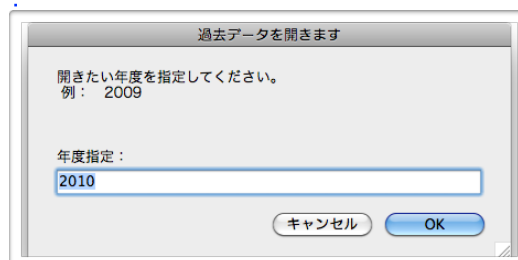 過去データを開きます
開きたい年度を指定してください。
例： 2009
年度指定：
2010
キャンセル OK